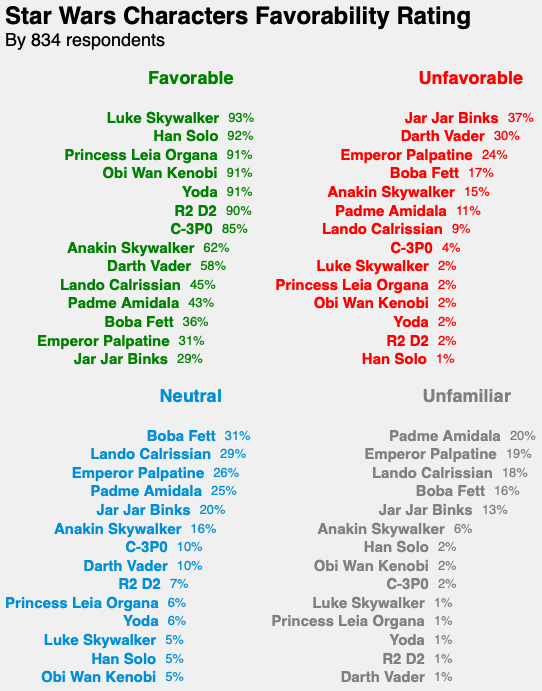 Star Wars Characters Favorability Rating
By 834 respondents
Favorable
Luke Skywalker 93%
Han Solo 92%
Princess Leia Organa 91%
Obi Wan Kenobi 91%
Yoda 91%
R2 D2 90%
C-3P0 85%
Anakin Skywalker 62%
Darth Vader 58%
Lando Calrissian 45%
Padme Amidala 43%
Boba Fett 36%
Emperor Palpatine 31%
Jar Jar Binks 29%
Unfavorable
Jar Jar Binks 37%
Darth Vader 30%
Emperor Palpatine 24%
Boba Fett 17%
Anakin Skywalker 15%
Padme Amidala 11%
Lando Calrissian 9%
C-3P0 4%
Luke Skywalker 2%
Princess Leia Organa 2%
Obi Wan Kenobi 2%
Yoda 2%
R2 D2 2%
Han Solo 1%
Neutral
Boba Fett 31%
Lando Calrissian 29%
Emperor Palpatine 26%
Padme Amidala 25%
Jar Jar Binks 20%
Anakin Skywalker 16%
C-3P0 10%
Darth Vader 10%
R2 D2 7%
Princess Leia Organa 6%
Yoda 6%
Luke Skywalker 5%
Han Solo 5%
Obi Wan Kenobi 5%
Unfamiliar
Padme Amidala 20%
Emperor Palpatine 19%
Lando Calrissian 18%
Boba Fett 16%
Jar Jar Binks 13%
Anakin Skywalker 6%
Han Solo 2%
Obi Wan Kenobi 2%
C-3P0 2%
Luke Skywalker 1%
Princess Leia Organa 1%
Yoda 1%
R2 D2 1%
Darth Vader 1%